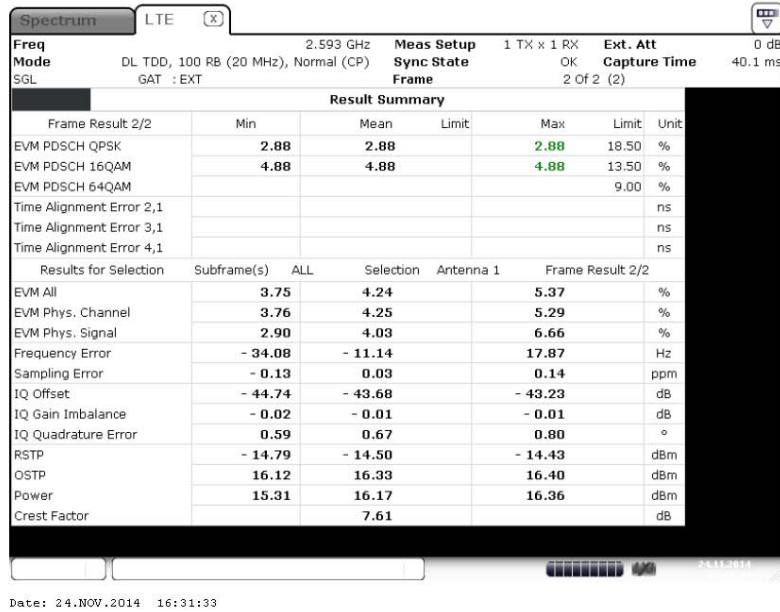 Spectrum LTE X
Freq 2.593 GHz Meas Setup 1 TX x 1 RX Ext. Att 0 dB
Mode DL TDD, 100 RB (20 MHz), Normal (CP) Sync State OK Capture Time 40.1 ms
SGL GAT : EXT Frame 2 Of 2 (2)
Result Summary
Frame Result 2/2 Min Mean Limit Max Limit Unit
EVM PDSCH QPSK 2.88 2.88 2.88 18.50 %
EVM PDSCH 16QAM 4.88 4.88 4.88 13.50 %
EVM PDSCH 64QAM 9.00 %
Time Alignment Error 2,1 ns
Time Alignment Error 3,1 ns
Time Alignment Error 4,1 ns
Results for Selection Subframe(s) ALL Selection Antenna 1 Frame Result 2/2
EVM All 3.75 4.24 5.37 %
EVM Phys. Channel 3.76 4.25 5.29 %
EVM Phys. Signal 2.90 4.03 6.66 %
Frequency Error - 34.08 - 11.14 17.87 Hz
Sampling Error - 0.13 0.03 0.14 ppm
IQ Offset - 44.74 - 43.68 - 43.23 dB
IQ Gain Imbalance - 0.02 - 0.01 - 0.01 dB
IQ Quadrature Error 0.59 0.67 0.80 °
RSTP - 14.79 - 14.50 - 14.43 dBm
OSTP 16.12 16.33 16.40 dBm
Power 15.31 16.17 16.36 dBm
Crest Factor 7.61 dB
24.11.2014
Date: 24.NOV.2014 16:31:33